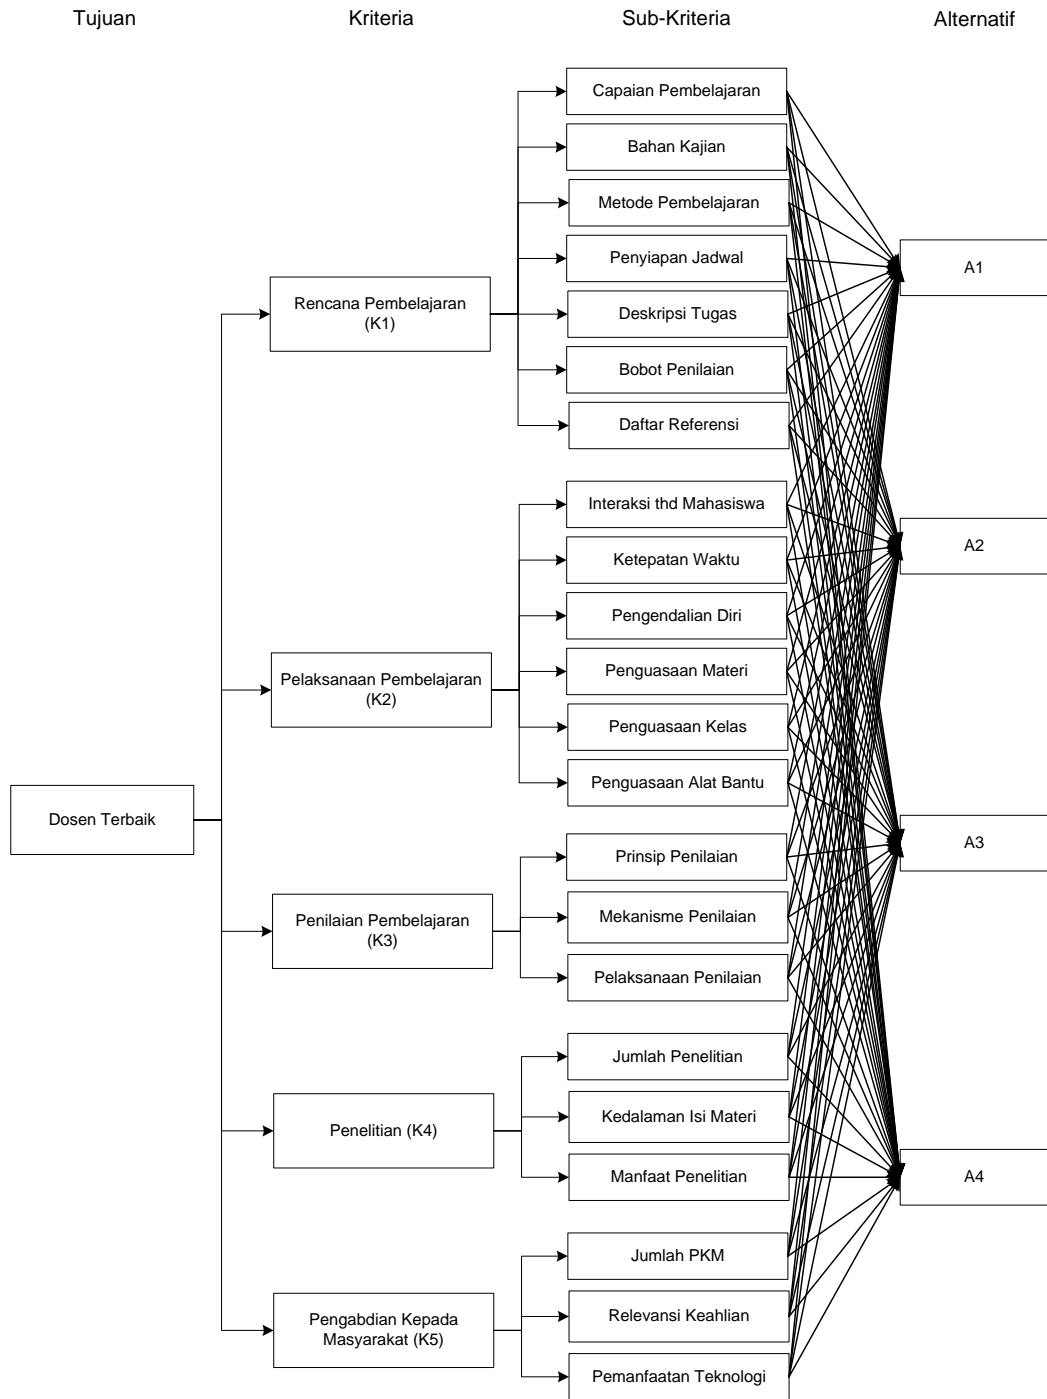 Tujuan
Kriteria
Sub-Kriteria
Alternatif
Dosen Terbaik
Rencana Pembelajaran
(K1)
Pelaksanaan Pembelajaran
(K2)
Penilaian Pembelajaran
(K3)
Penelitian (K4)
Pengabdian Kepada
Masyarakat (K5)
Capaian Pembelajaran
Bahan Kajian
Metode Pembelajaran
Penyiapan Jadwal
Deskripsi Tugas
Bobot Penilaian
Daftar Referensi
Interaksi thd Mahasiswa
Ketepatan Waktu
Pengendalian Diri
Penguasaan Materi
Penguasaan Kelas
Penguasaan Alat Bantu
Prinsip Penilaian
Mekanisme Penilaian
Pelaksanaan Penilaian
Jumlah Penelitian
Kedalaman Isi Materi
Manfaat Penelitian
Jumlah PKM
Relevansi Keahlian
Pemanfaatan Teknologi
A1
A2
A3
A4